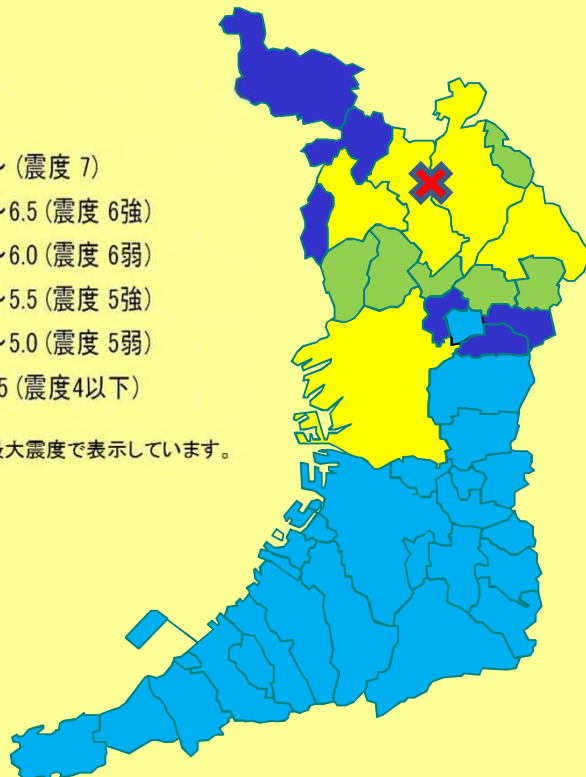 ～ (震度 7)
～6.5 (震度 6強)
～6.0 (震度 6弱)
～5.5 (震度 5強)
～5.0 (震度 5弱)
5 (震度4以下)
最大震度で表示しています。